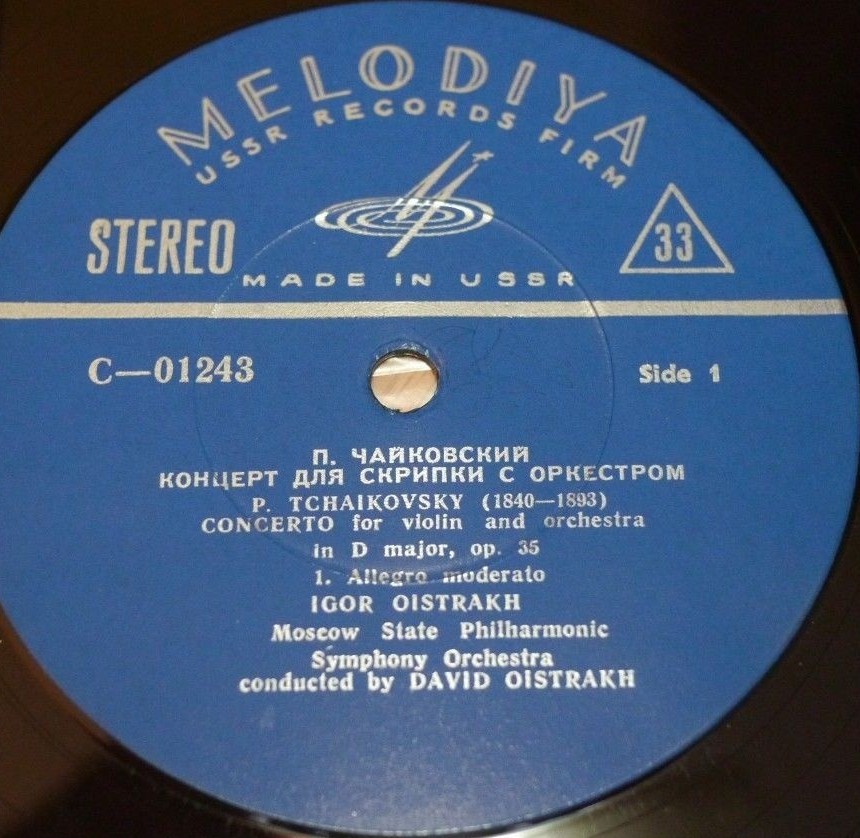 MELODIYA
USSR RECORDS FIRM
STEREO
33
MADE IN USSR
C—01243
Side 1
П. ЧАЙКОВСКИЙ
КОНЦЕРТ ДЛЯ СКРИПКИ С ОРКЕСТРОМ
P. TCHAIKOVSKY (1840—1893)
CONCERTO for violin and orchestra
in D major, op. 35
1. Allegro moderato
IGOR OISTRAKH
Moscow State Philharmonic
Symphony Orchestra
conducted by DAVID OISTRAKH